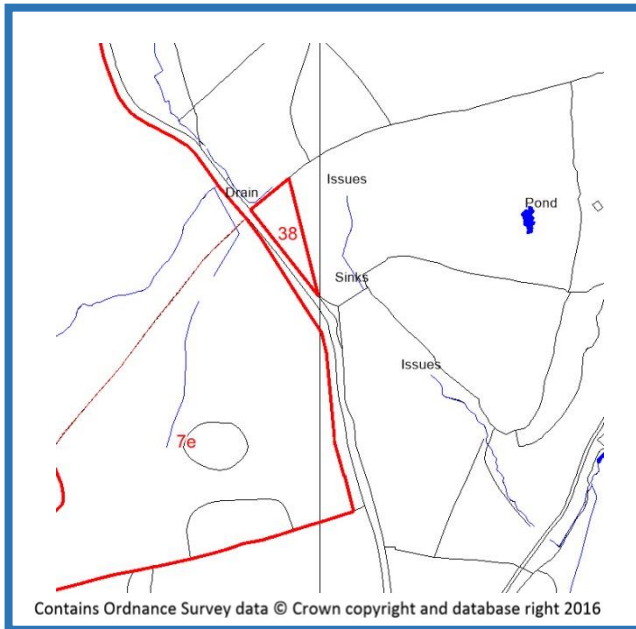 Issues
Drain
Pond
38
Sinks
Issues
7e
Contains Ordnance Survey data © Crown copyright and database right 2016